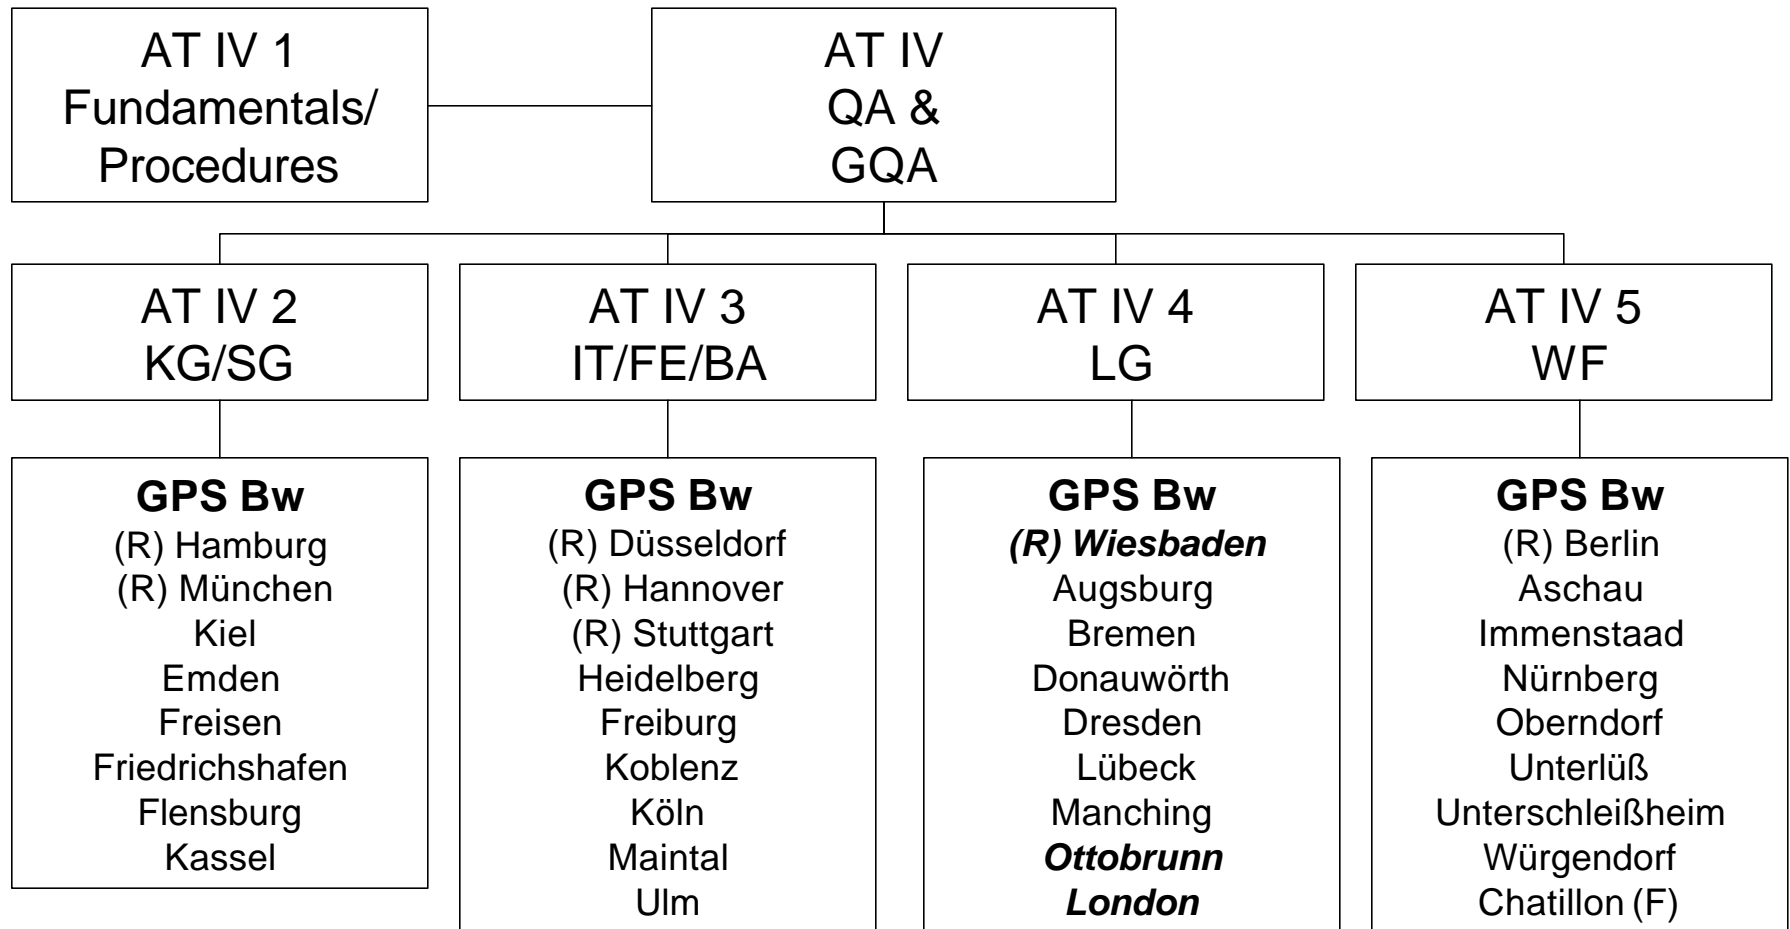 AT IV 1
Fundamentals/
Procedures
AT IV
QA &
GQA
AT IV 2
KG/SG
AT IV 3
IT/FE/BA
AT IV 4
LG
AT IV 5
WF
GPS Bw
(R) Hamburg
(R) München
Kiel
Emden
Freisen
Friedrichshafen
Flensburg
Kassel
GPS Bw
(R) Düsseldorf
(R) Hannover
(R) Stuttgart
Heidelberg
Freiburg
Koblenz
Köln
Maintal
Ulm
GPS Bw
(R) Wiesbaden
Augsburg
Bremen
Donauwörth
Dresden
Lübeck
Manching
Ottobrunn
London
GPS Bw
(R) Berlin
Aschau
Immenstaad
Nürnberg
Oberndorf
Unterlüß
Unterschleißheim
Würgendorf
Chatillon (F)